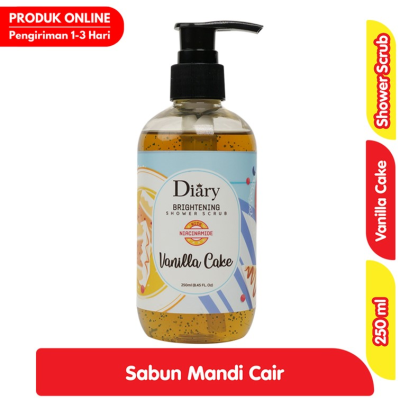 PRODUK ONLINE
Pengiriman 1-3 Hari
Diary
BRIGHTENING
SHOWER SCRUB
NIACINAMIDE
Vanilla Cake
Shower Scrub
Vanilla Cake
250 ml
Sabun Mandi Cair